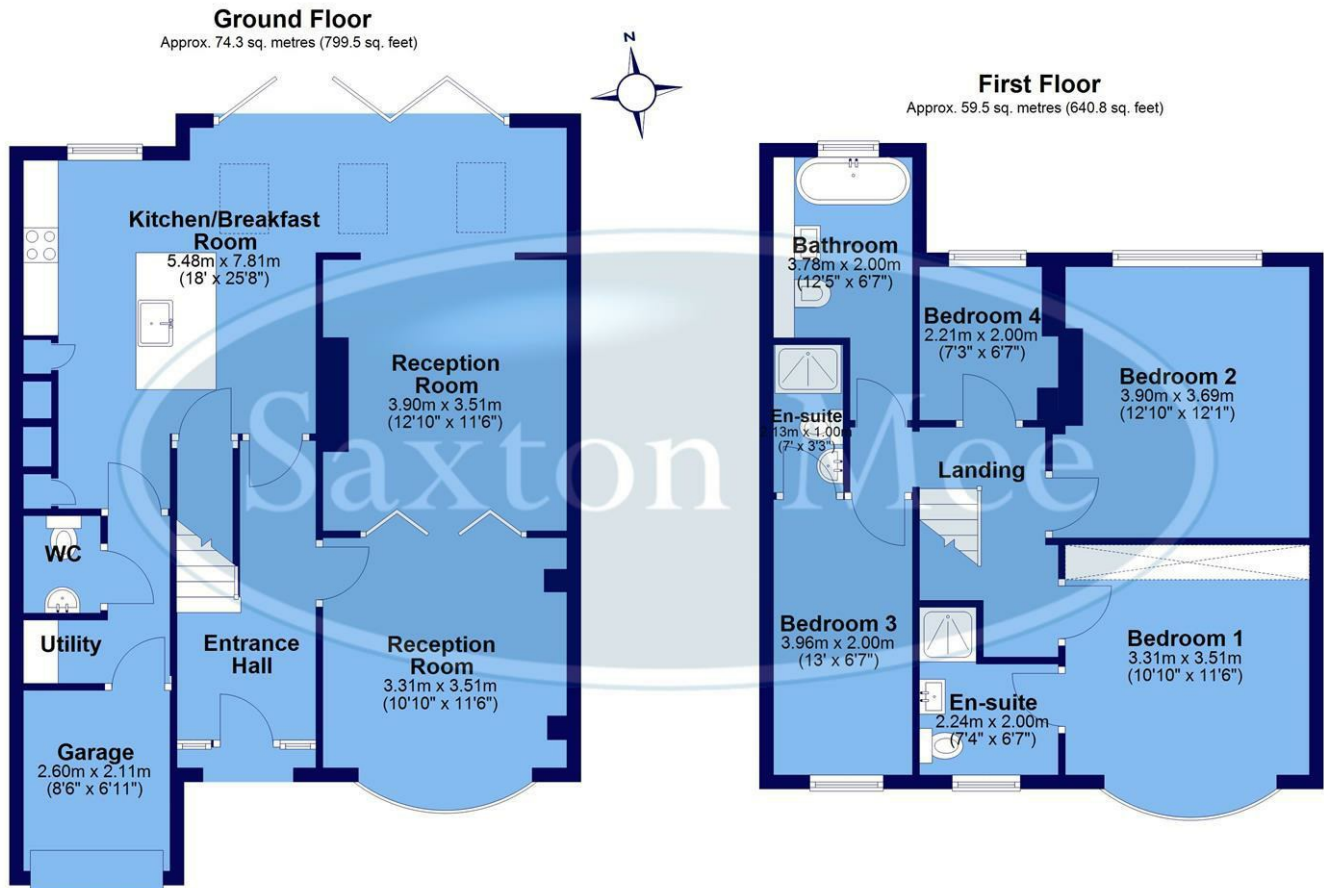 Ground Floor
Approx. 74.3 sq. metres (799.5 sq. feet)
N
First Floor
Approx. 59.5 sq. metres (640.8 sq. feet)
Kitchen/Breakfast
Room
5.48m x 7.81m
(18' x 25'8")
Reception
Room
3.90m x 3.51m
(12'10" x 11'6")
WC
Utility
Entrance
Hall
Reception
Room
3.31m x 3.51m
(10'10" x 11'6")
Garage
2.60m x 2.11m
(8'6" x 6'11")
Bathroom
3.78m x 2.00m
(12'5" x 6'7")
Bedroom 4
2.21m x 2.00m
(7'3" x 6'7")
Bedroom 2
3.90m x 3.69m
(12'10" x 12'1")
En-suite
2.13m x 1.00m
(7' x 3'3")
Landing
Bedroom 3
3.96m x 2.00m
(13' x 6'7")
Bedroom 1
3.31m x 3.51m
(10'10" x 11'6")
En-suite
2.24m x 2.00m
(7'4" x 6'7")
Saxton Mee